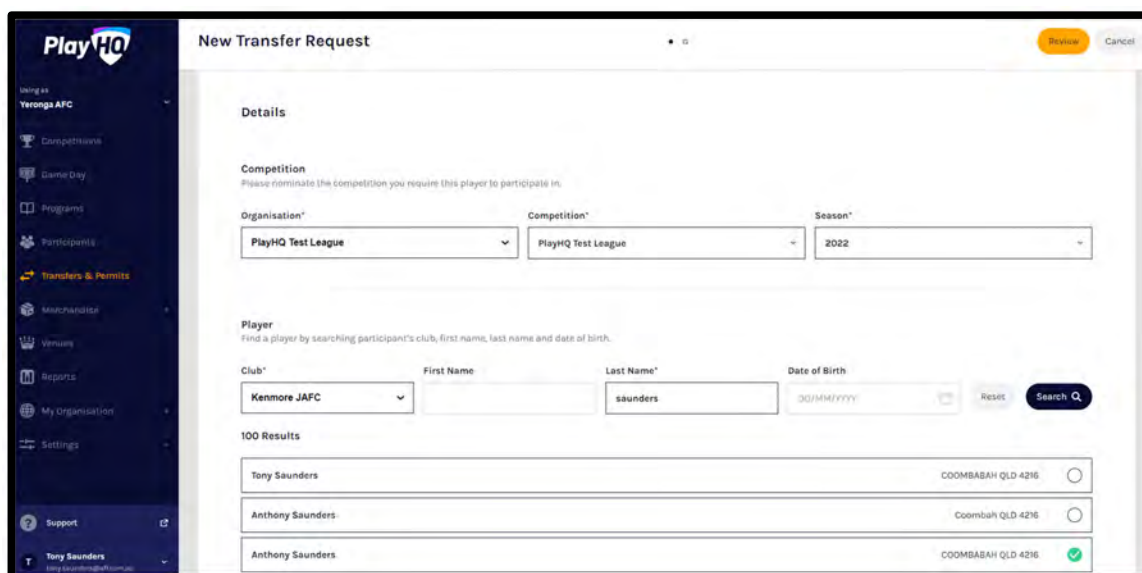 PlayHQ
New Transfer Request
Review
Cancel
Using as
Yeronga AFC
Competitions
Game Day
Programs
Participants
Transfers & Permits
Merchandise
Venues
Reports
My Organisation
Settings
Support
T
Tony Saunders
Details
Competition
Please nominate the competition you require this player to participate in.
Organisation* Competition* Season*
PlayHQ Test League PlayHQ Test League 2022
Player
Find a player by searching participant's club, first name, last name and date of birth.
Club* First Name Last Name* Date of Birth
Kenmore JAFC saunders DD/MM/YYYY Reset Search
100 Results
Tony Saunders COOMBABAH QLD 4216
Anthony Saunders Coombah QLD 4216
Anthony Saunders COOMBABAH QLD 4216